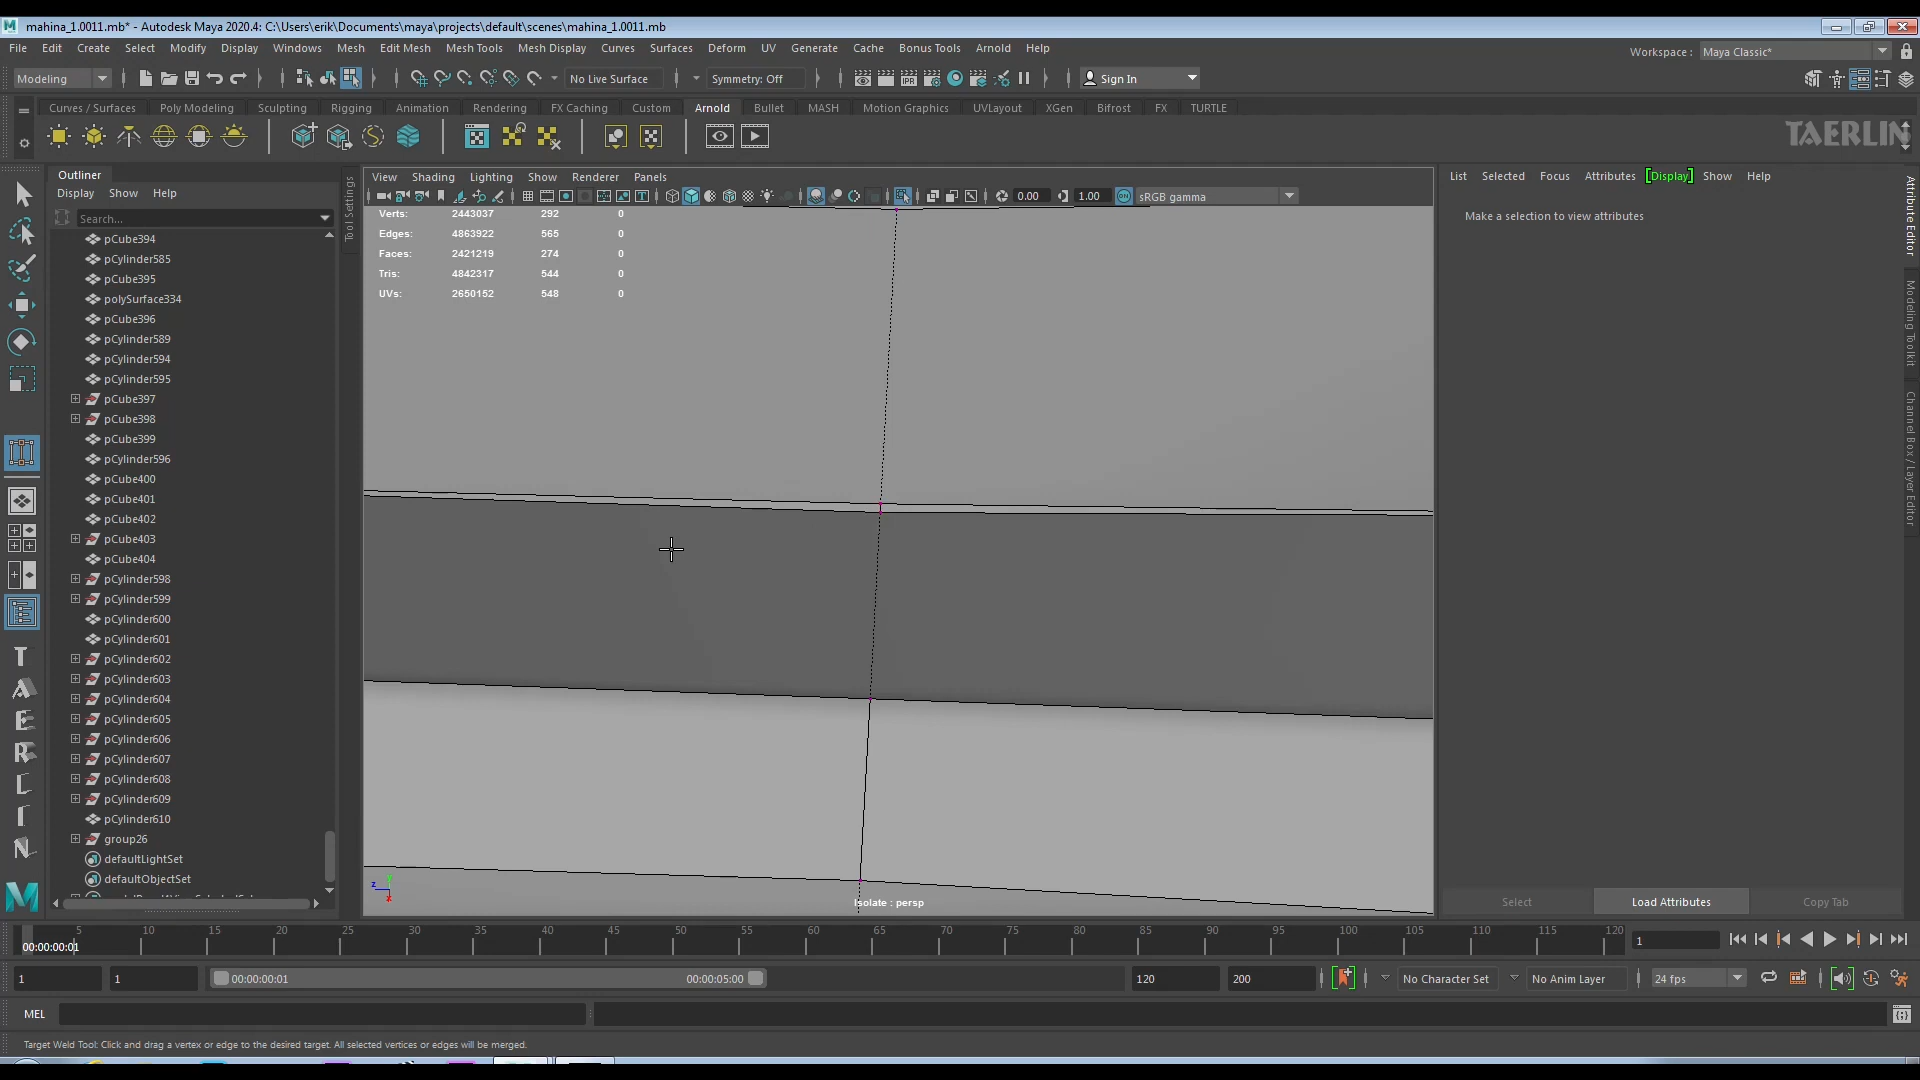 mahina_1.0011.mb* - Autodesk Maya 2020.4: C:\Users\erik\Documents\maya\projects\default\scenes\mahina_1.0011.mb
File Edit Create Select Modify Display Windows Mesh Edit Mesh Mesh Tools Mesh Display Curves Surfaces Deform UV Generate Cache Bonus Tools Arnold Help
Workspace : Maya Classic*
Modeling
No Live Surface
Symmetry: Off
IPR
Sign In
Curves / Surfaces Poly Modeling Sculpting Rigging Animation Rendering FX Caching Custom Arnold Bullet MASH Motion Graphics UVLayout XGen Bifrost FX TURTLE
TAERLIN
Outliner
Display Show Help
Search...
pCube394
pCylinder585
pCube395
polySurface334
pCube396
pCylinder589
pCylinder594
pCylinder595
pCube397
pCube398
pCube399
pCylinder596
pCube400
pCube401
pCube402
pCube403
pCube404
pCylinder598
pCylinder599
pCylinder600
pCylinder601
pCylinder602
pCylinder603
pCylinder604
pCylinder605
pCylinder606
pCylinder607
pCylinder608
pCylinder609
pCylinder610
group26
defaultLightSet
defaultObjectSet
Tool Settings
View Shading Lighting Show Renderer Panels
0.00
1.00
ON
sRGB gamma
Verts: 2443037 292 0
Edges: 4863922 565 0
Faces: 2421219 274 0
Tris: 4842317 544 0
UVs: 2650152 548 0
z
y
x
Isolate : persp
List Selected Focus Attributes [Display] Show Help
Make a selection to view attributes
Attribute Editor
Modeling Toolkit
Channel Box / Layer Editor
Select
Load Attributes
Copy Tab
5 10 15 20 25 30 35 40 45 50 55 60 65 70 75 80 85 90 95 100 105 110 115 120
00:00:00:01
1
1
1
00:00:00:01
00:00:05:00
120
200
No Character Set
No Anim Layer
24 fps
MEL
Target Weld Tool: Click and drag a vertex or edge to the desired target. All selected vertices or edges will be merged.